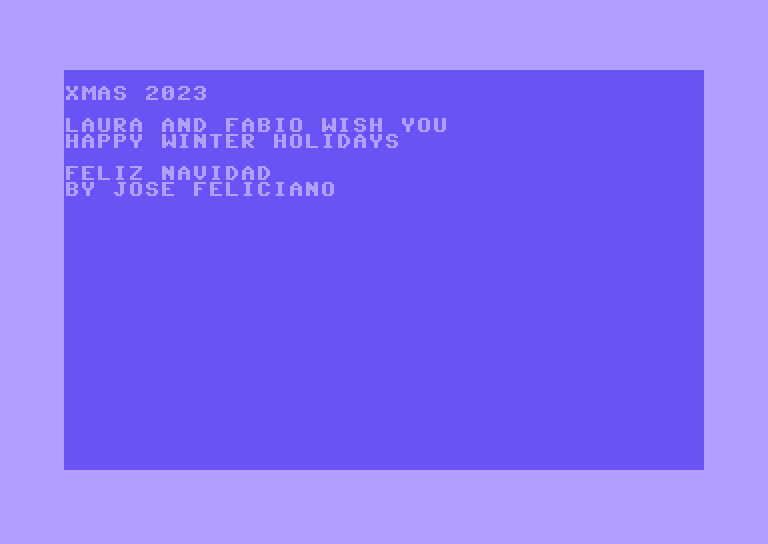 XMAS 2023
LAURA AND FABIO WISH YOU
HAPPY WINTER HOLIDAYS
FELIZ NAVIDAD
BY JOSE FELICIANO